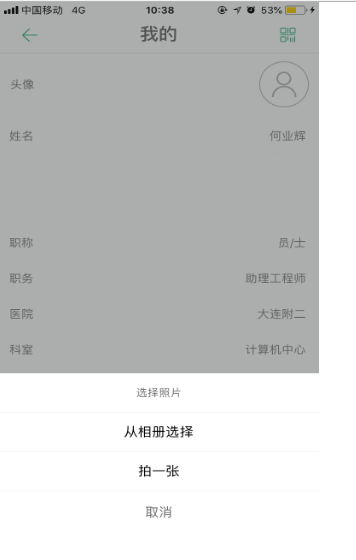 中国移动 4G 10:38 53%
我的
头像
姓名 何业辉
职称 员/士
职务 助理工程师
医院 大连附二
科室 计算机中心
选择照片
从相册选择
拍一张
取消